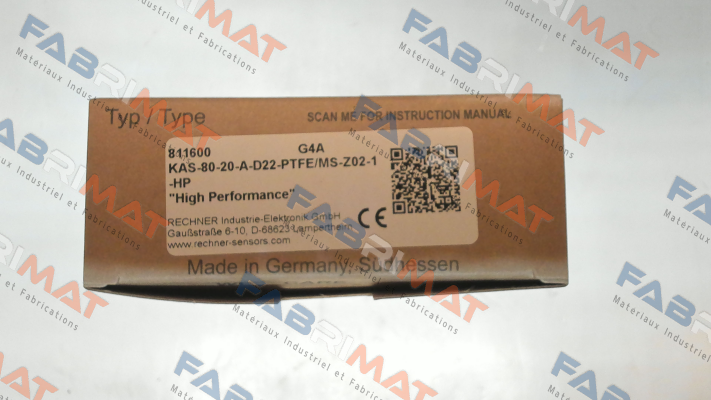 Typ / Type
SCAN ME FOR INSTRUCTION MANUAL
811600 G4A
KAS-80-20-A-D22-PTFE/MS-Z02-1
-HP
"High Performance"
RECHNER Industrie-Elektronik GmbH
Gaußstraße 6-10, D-68623 Lampertheim
www.rechner-sensors.com
CE
Made in Germany, Südhessen
FABRIMAT
Matériaux Industriel et Fabrications